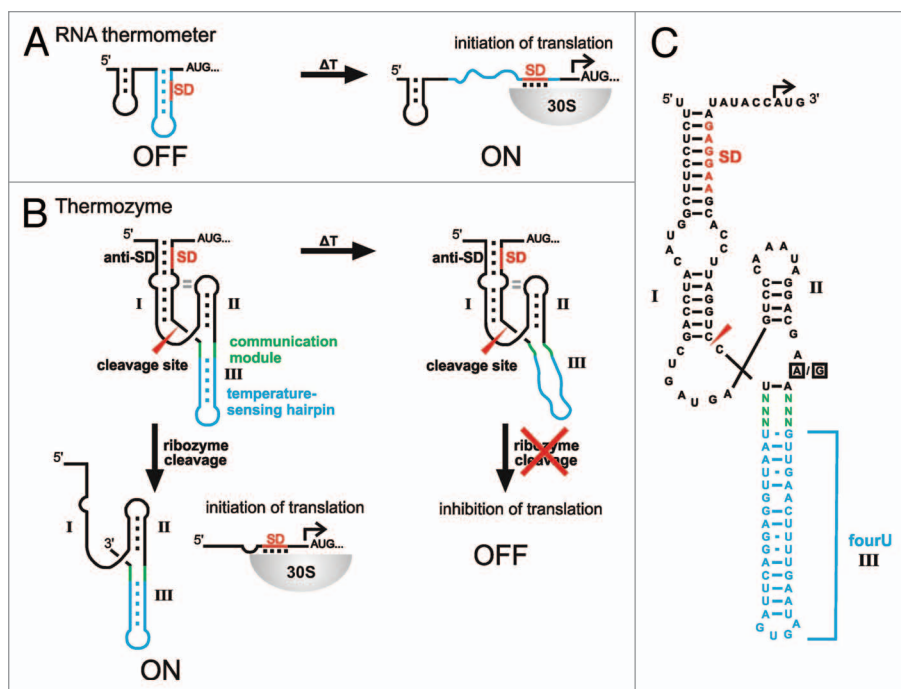 A RNA thermometer
5'
AUG...
SD
OFF
ΔT
initiation of translation
5'
SD
AUG...
30S
ON
B Thermozyme
5'
AUG...
anti-SD
SD
I
II
cleavage site
communication
module
III
temperature-
sensing hairpin
ΔT
5'
AUG...
anti-SD
SD
I
II
cleavage site
III
ribozyme
cleavage
ribozyme
cleavage
inhibition of translation
OFF
5'
I
II
3'
III
ON
initiation of translation
SD
AUG...
30S
C
5'
3'
UAUACCAUG
SD
I
II
A/G
NNN
NNN
fourU
III